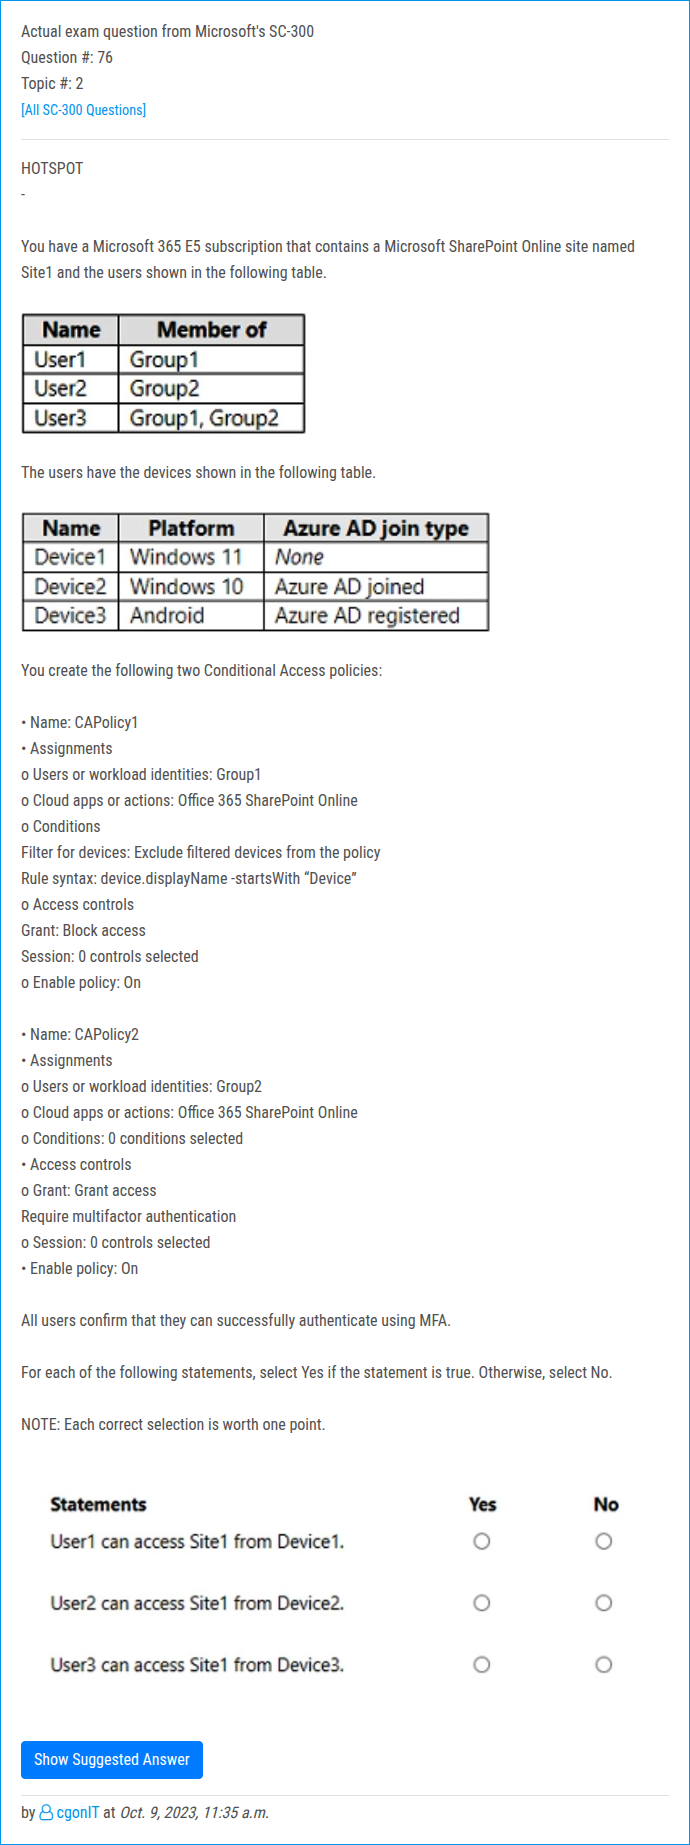 Actual exam question from Microsoft's SC-300
Question #: 76
Topic #: 2
[All SC-300 Questions]
HOTSPOT
-
You have a Microsoft 365 E5 subscription that contains a Microsoft SharePoint Online site named
Site1 and the users shown in the following table.
Name Member of
User1 Group1
User2 Group2
User3 Group1, Group2
The users have the devices shown in the following table.
Name Platform Azure AD join type
Device1 Windows 11 None
Device2 Windows 10 Azure AD joined
Device3 Android Azure AD registered
You create the following two Conditional Access policies:
• Name: CAPolicy1
• Assignments
o Users or workload identities: Group1
o Cloud apps or actions: Office 365 SharePoint Online
o Conditions
Filter for devices: Exclude filtered devices from the policy
Rule syntax: device.displayName -startsWith “Device”
o Access controls
Grant: Block access
Session: 0 controls selected
o Enable policy: On
• Name: CAPolicy2
• Assignments
o Users or workload identities: Group2
o Cloud apps or actions: Office 365 SharePoint Online
o Conditions: 0 conditions selected
• Access controls
o Grant: Grant access
Require multifactor authentication
o Session: 0 controls selected
• Enable policy: On
All users confirm that they can successfully authenticate using MFA.
For each of the following statements, select Yes if the statement is true. Otherwise, select No.
NOTE: Each correct selection is worth one point.
Statements Yes No
User1 can access Site1 from Device1.
User2 can access Site1 from Device2.
User3 can access Site1 from Device3.
Show Suggested Answer
by cgonIT at Oct. 9, 2023, 11:35 a.m.